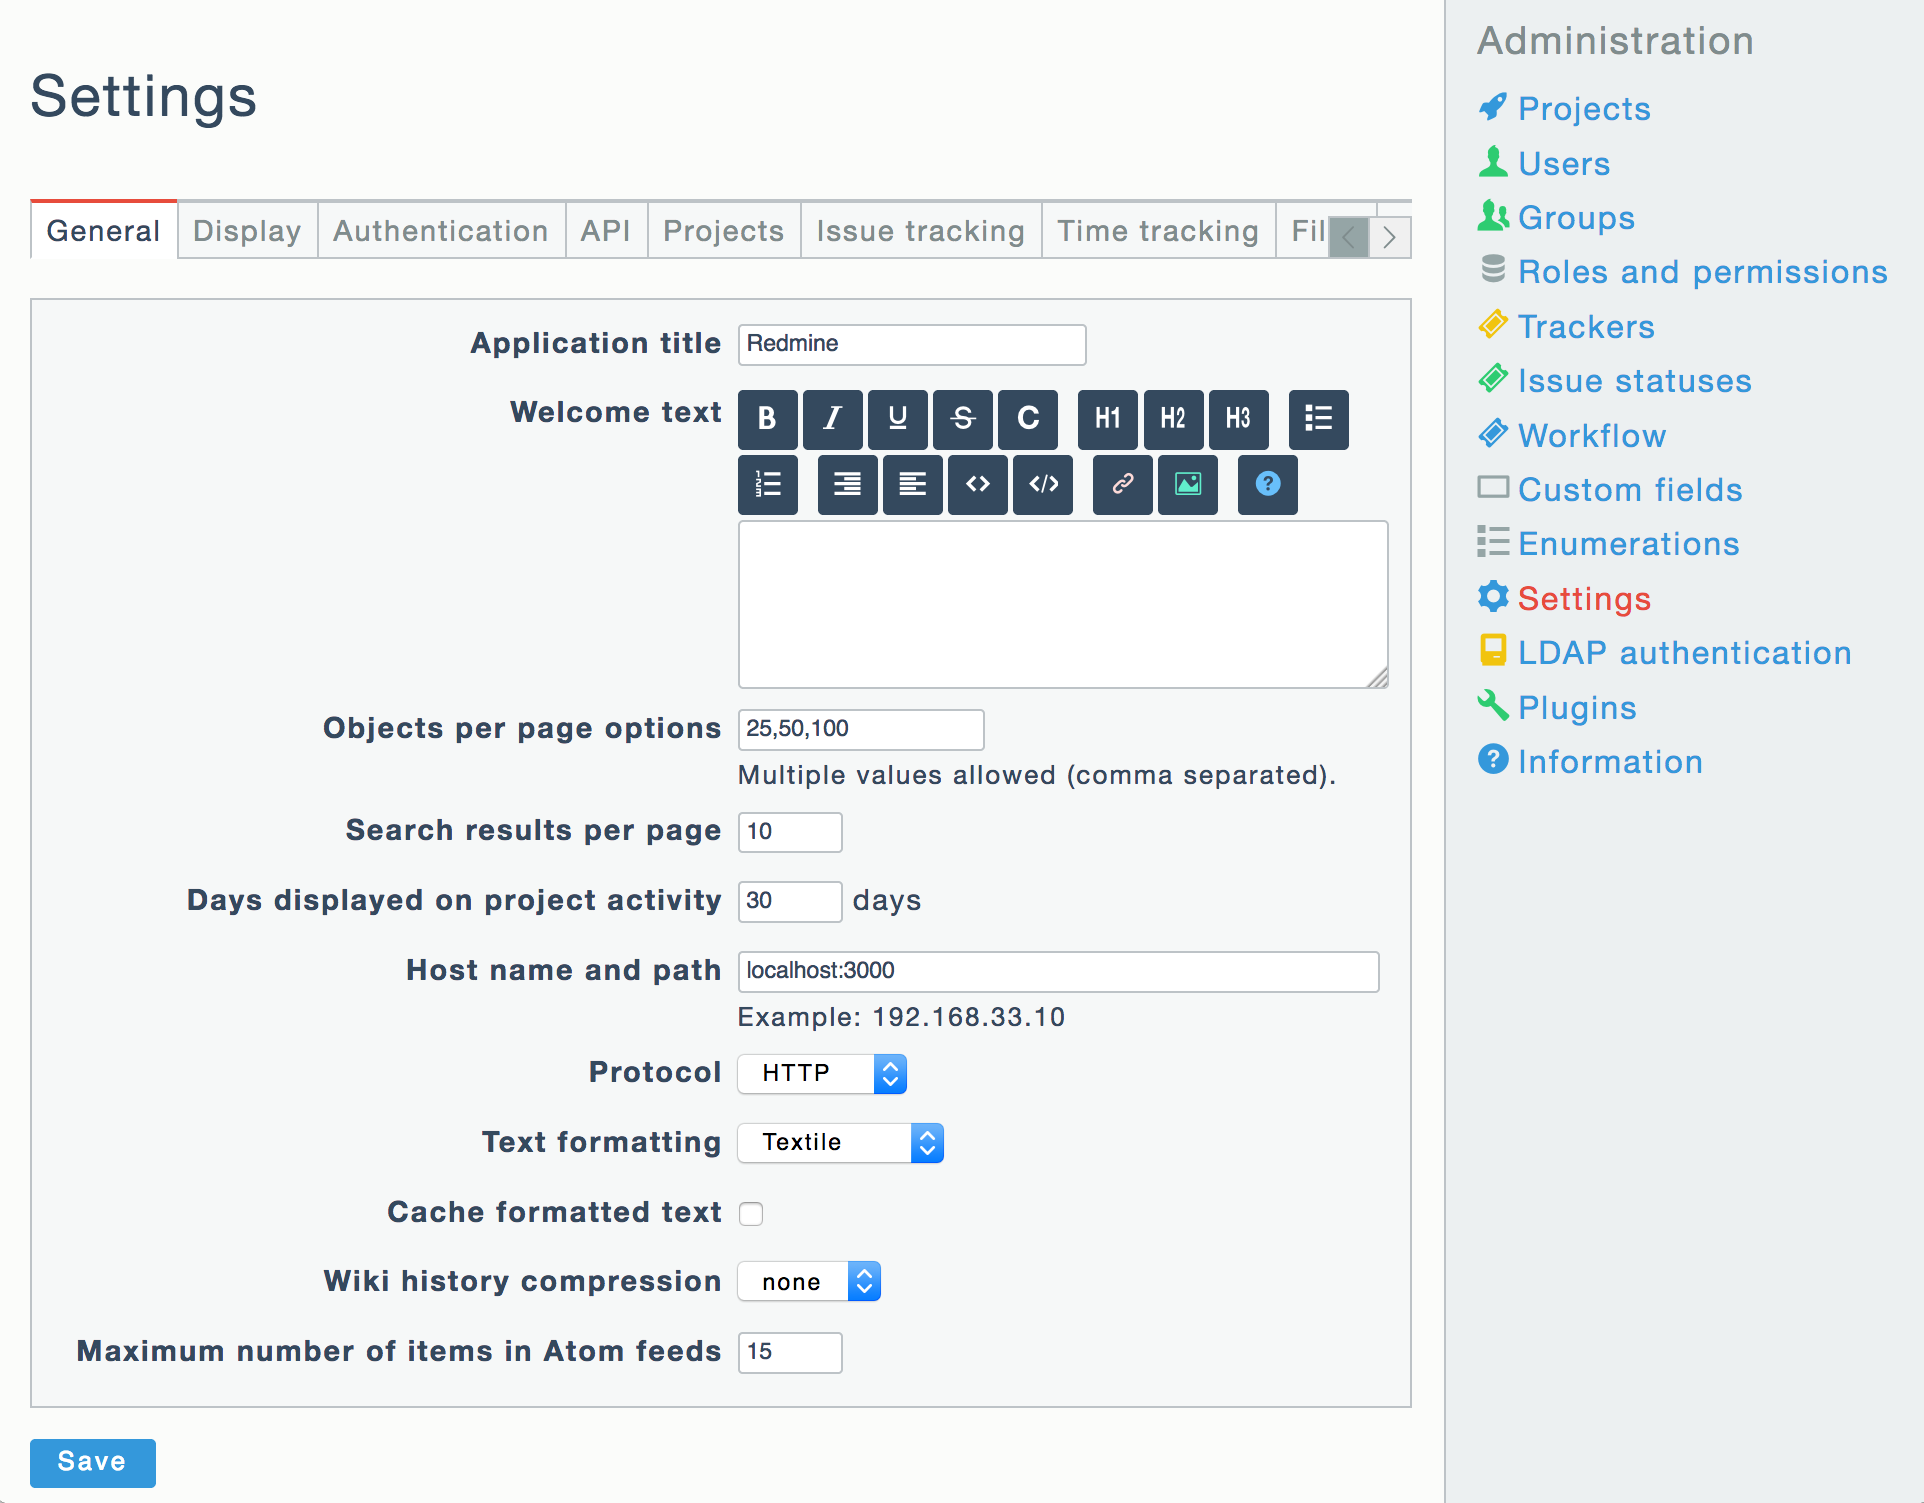 Settings
General Display Authentication API Projects Issue tracking Time tracking Fil
Application title Redmine
Welcome text B I U S C H1 H2 H3
1 2 3 <> </> ?
Objects per page options 25,50,100
Multiple values allowed (comma separated).
Search results per page 10
Days displayed on project activity 30 days
Host name and path localhost:3000
Example: 192.168.33.10
Protocol HTTP
Text formatting Textile
Cache formatted text
Wiki history compression none
Maximum number of items in Atom feeds 15
Save
Administration
Projects
Users
Groups
Roles and permissions
Trackers
Issue statuses
Workflow
Custom fields
Enumerations
Settings
LDAP authentication
Plugins
? Information